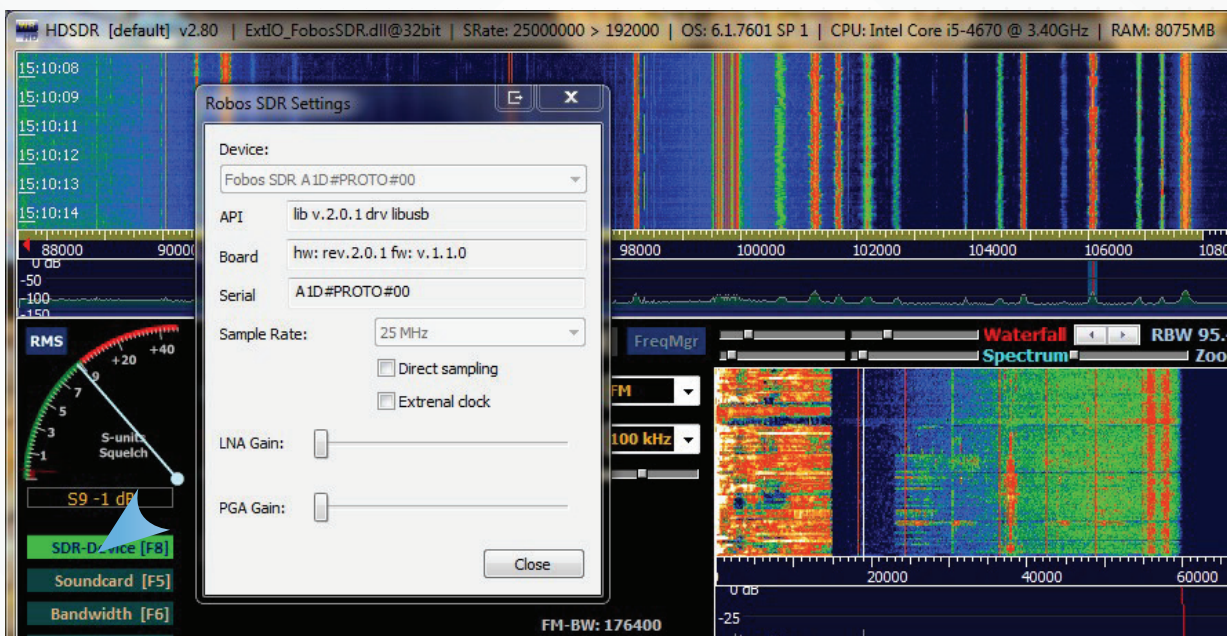 HDSDR [default] v2.80 | ExtIO_FobosSDR.dll@32bit | SRate: 25000000 > 192000 | OS: 6.1.7601 SP 1 | CPU: Intel Core i5-4670 @ 3.40GHz | RAM: 8075MB
15:10:08
15:10:09
15:10:11
15:10:12
15:10:13
15:10:14
Robos SDR Settings
Device:
Fobos SDR A1D#PROTO#00
API lib v.2.0.1 drv libusb
Board hw: rev.2.0.1 fw: v.1.1.0
Serial A1D#PROTO#00
Sample Rate: 25 MHz
Direct sampling
Extrenal clock
LNA Gain:
PGA Gain:
Close
88000 98000 100000 102000 104000 106000
0 dB
-50
-100
-150
RMS
1 3 5 7 9 +20 +40
S-units
Squelch
S9 -1 dB
SDR-Device [F8]
Soundcard [F5]
Bandwidth [F6]
FreqMgr
FM
100 kHz
FM-BW: 176400
Waterfall RBW 95.
Spectrum Zoo
20000 40000 60000
0 dB
-25